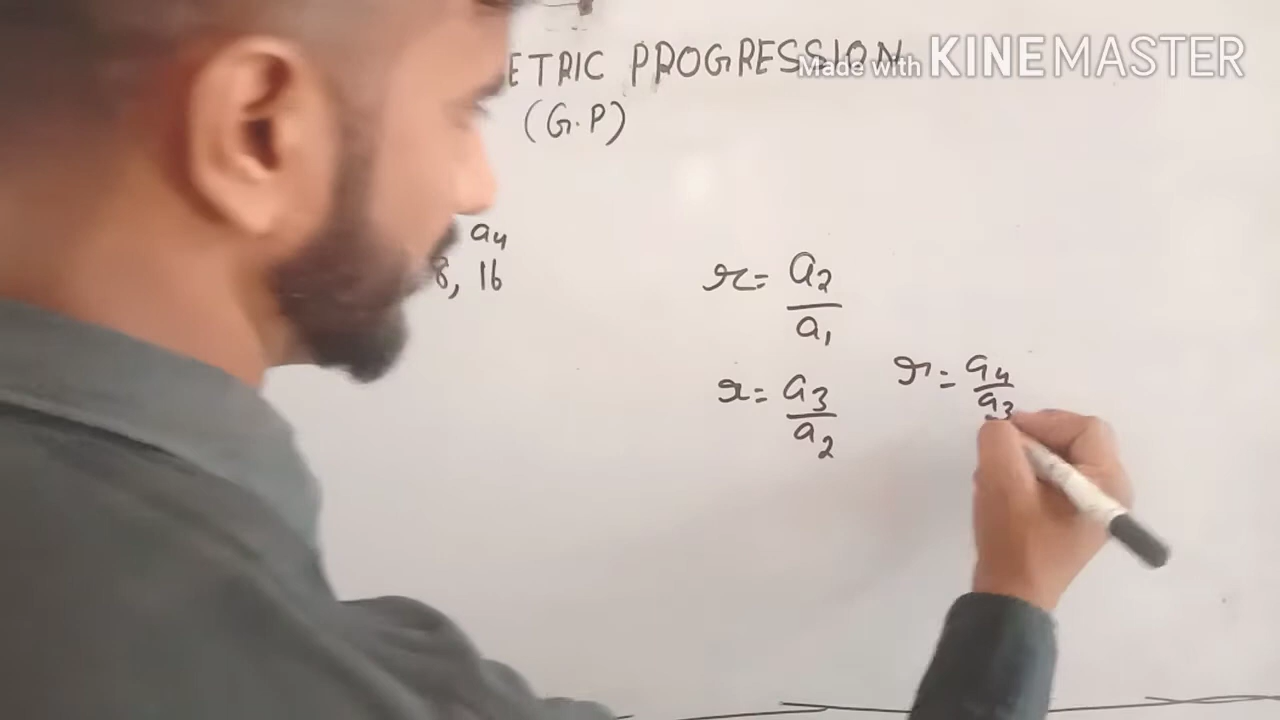 ETRIC PROGRESSION
Made with KINEMASTER
(G.P)
a4
8, 16
r = a2/a1
r = a3/a2
r = a4/a3